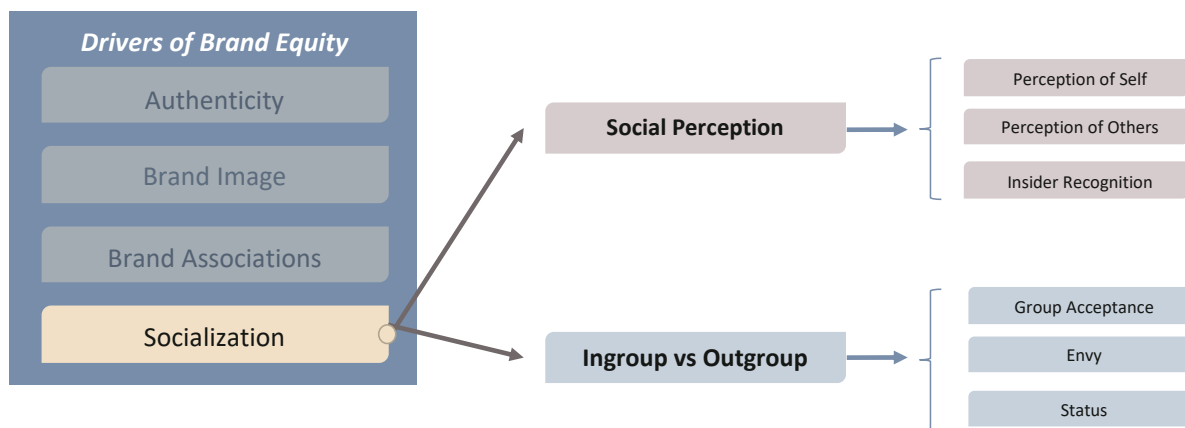 Drivers of Brand Equity
Authenticity
Brand Image
Brand Associations
Socialization
Social Perception
Perception of Self
Perception of Others
Insider Recognition
Ingroup vs Outgroup
Group Acceptance
Envy
Status